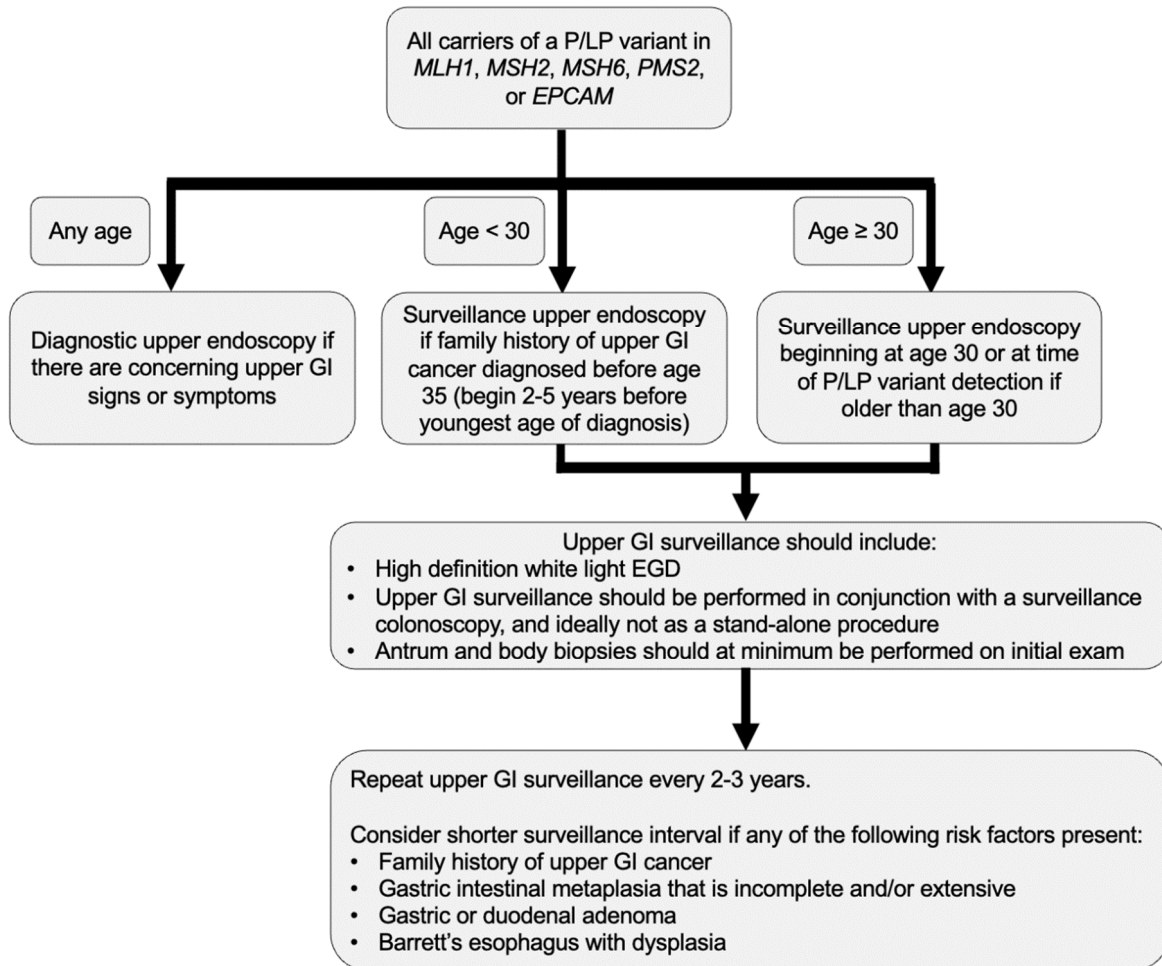 All carriers of a P/LP variant in
MLH1, MSH2, MSH6, PMS2,
or EPCAM
Any age
Age < 30
Age ≥ 30
Diagnostic upper endoscopy if
there are concerning upper GI
signs or symptoms
Surveillance upper endoscopy
if family history of upper GI
cancer diagnosed before age
35 (begin 2-5 years before
youngest age of diagnosis)
Surveillance upper endoscopy
beginning at age 30 or at time
of P/LP variant detection if
older than age 30
Upper GI surveillance should include:
• High definition white light EGD
• Upper GI surveillance should be performed in conjunction with a surveillance
colonoscopy, and ideally not as a stand-alone procedure
• Antrum and body biopsies should at minimum be performed on initial exam
Repeat upper GI surveillance every 2-3 years.
Consider shorter surveillance interval if any of the following risk factors present:
• Family history of upper GI cancer
• Gastric intestinal metaplasia that is incomplete and/or extensive
• Gastric or duodenal adenoma
• Barrett's esophagus with dysplasia